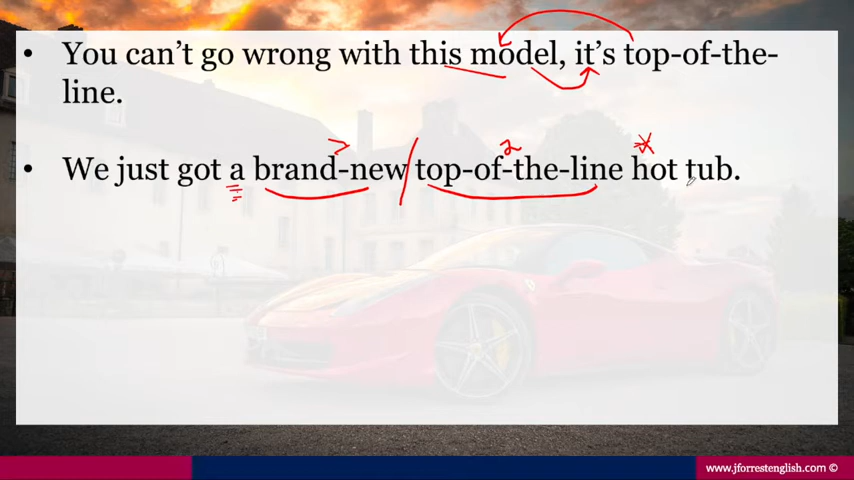 • You can't go wrong with this model, it's top-of-the-
line.
• We just got a brand-new top-of-the-line hot tub.
www.jforrestenglish.com ©